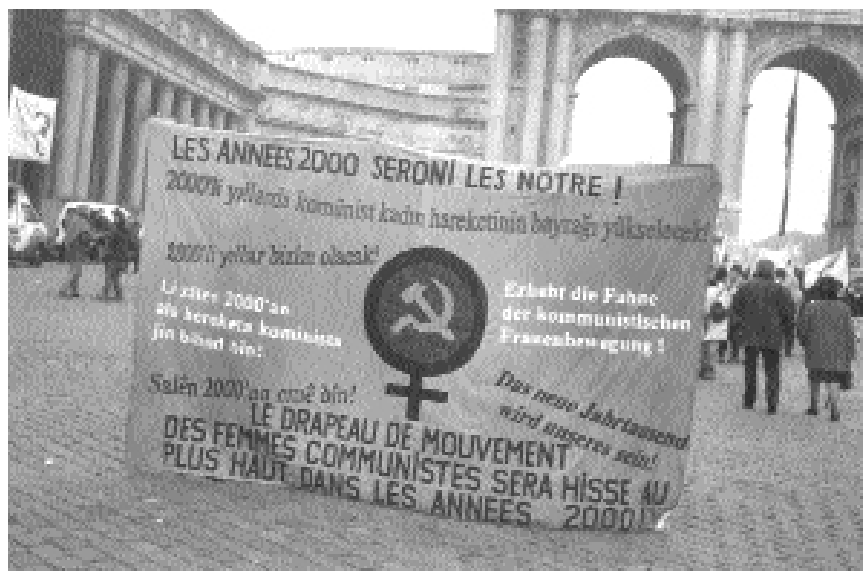 LES ANNEES 2000 SERONT LES NOTRE !
2000'li yıllarda komünist kadın hareketinin bayrağı yükselecek!
2000'li yıllar bizim olacak!
Li salên 2000'an
ala hereketa komînîsta
jin bilind bin!
Erhebt die Fahne
der kommunistischen
Frauenbewegung !
Salên 2000'an emê bin!
Das neue Jahrtausend
wird unseres sein!
LE DRAPEAU DE MOUVEMENT
DES FEMMES COMMUNISTES SERA HISSE AU
PLUS HAUT DANS LES ANNEES 2000!